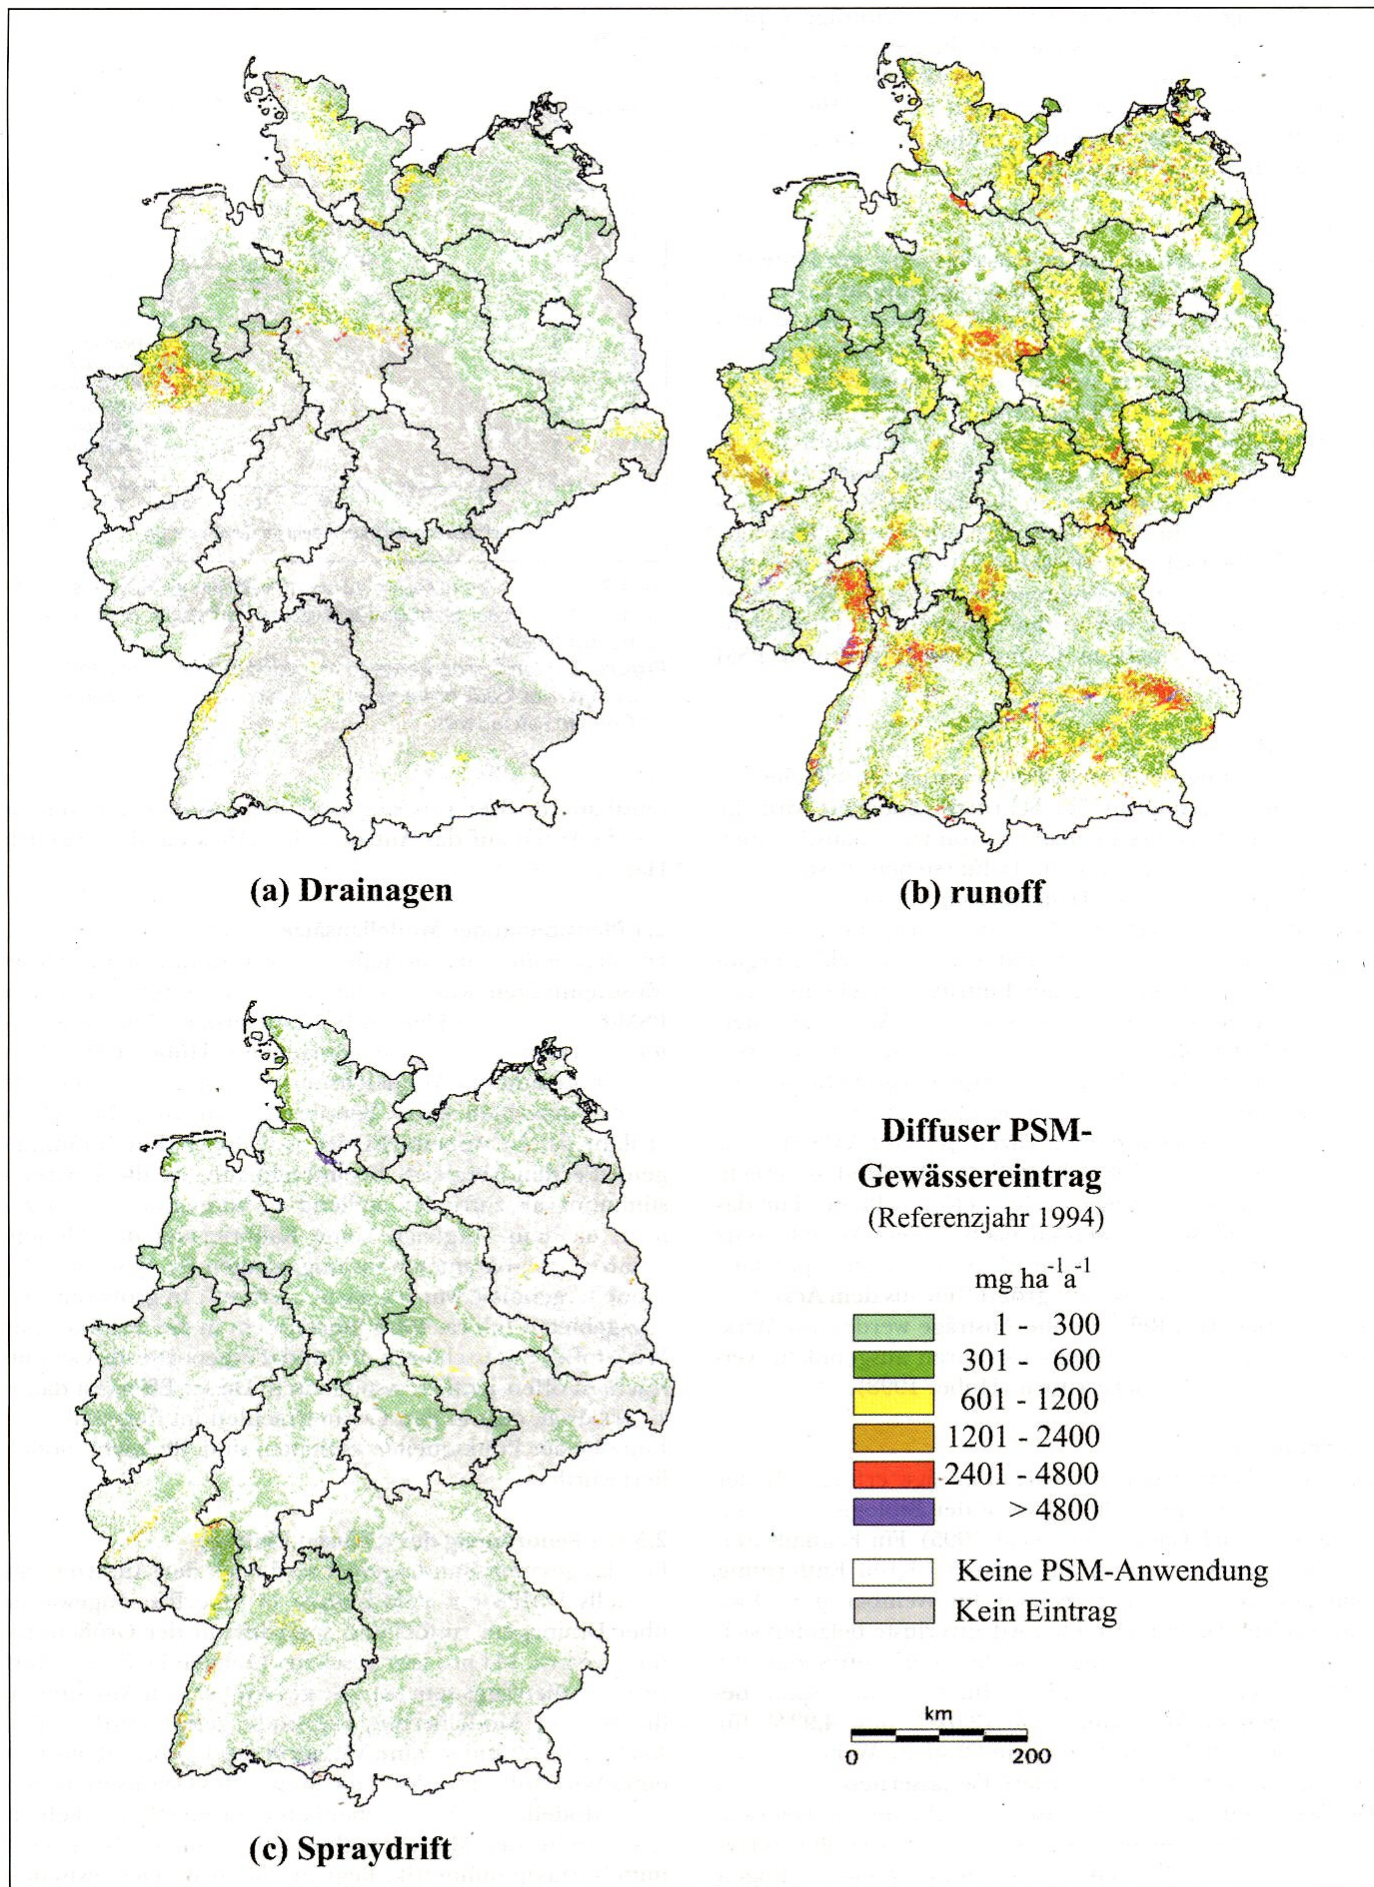 (a) Drainagen
(b) runoff
Diffuser PSM-
Gewässereintrag
(Referenzjahr 1994)
mg ha⁻¹a⁻¹
1 - 300
301 - 600
601 - 1200
1201 - 2400
2401 - 4800
> 4800
Keine PSM-Anwendung
Kein Eintrag
km
0 200
(c) Spraydrift